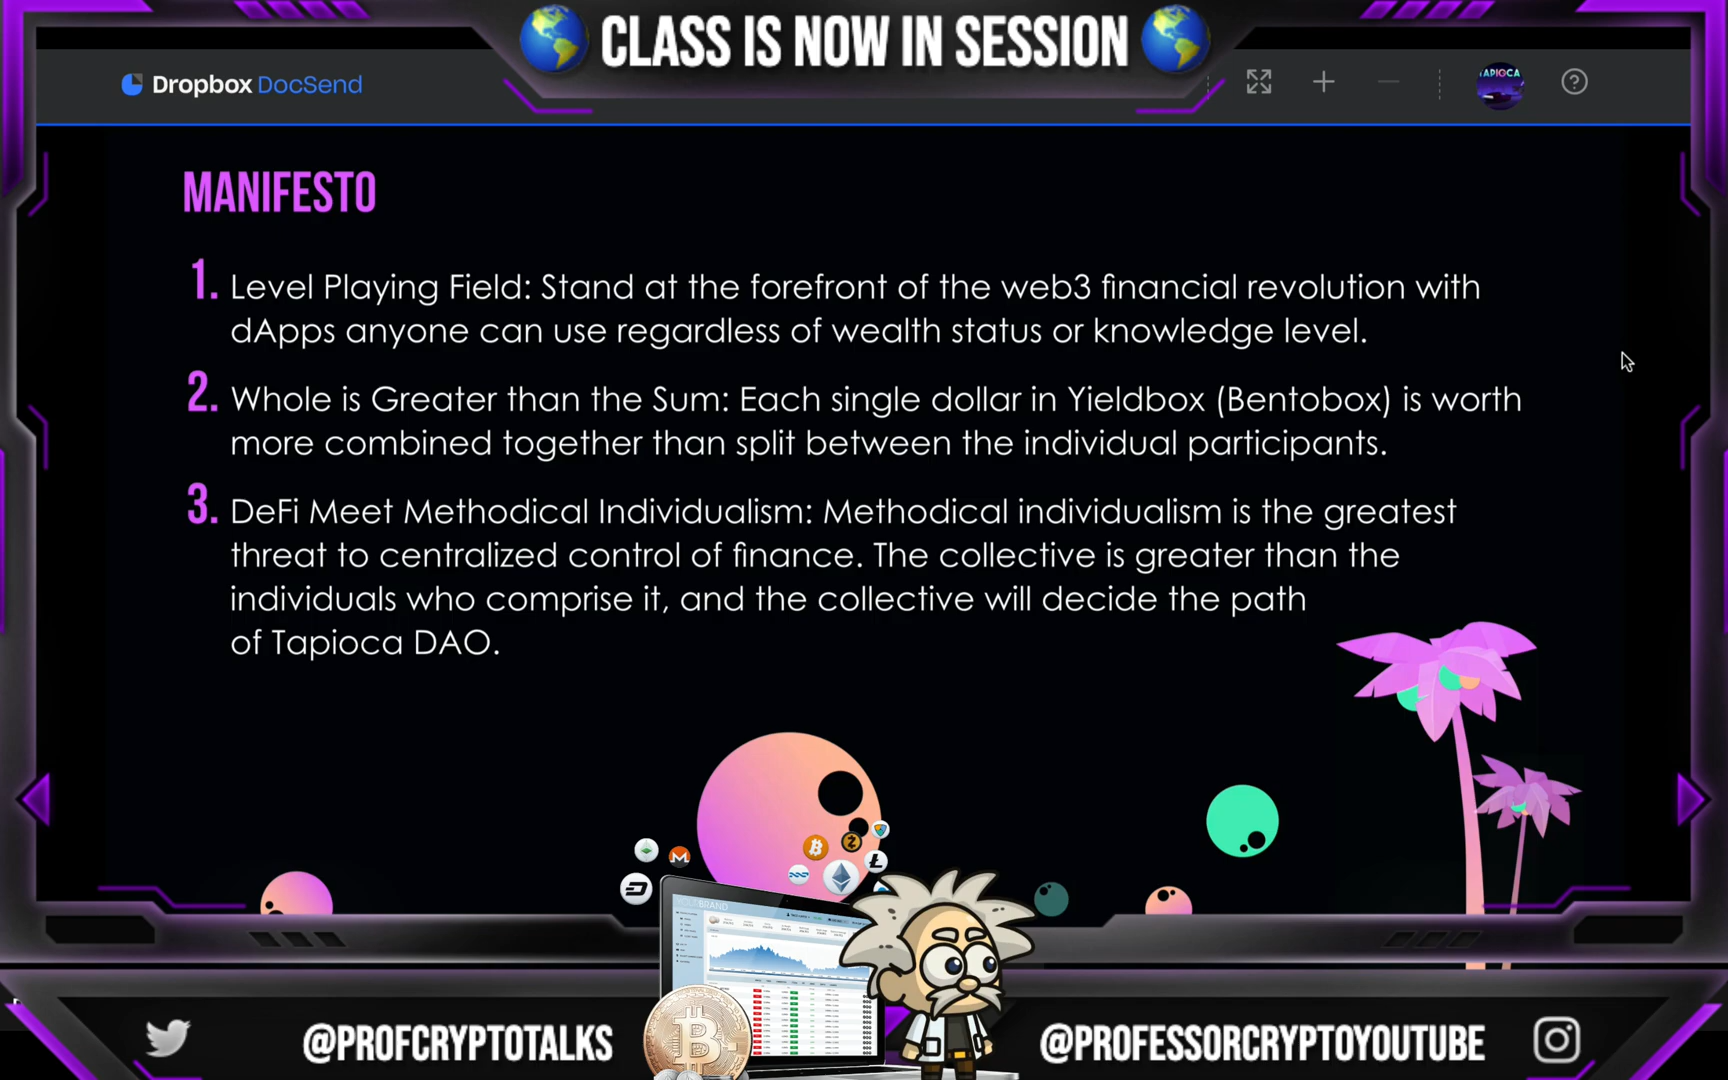 CLASS IS NOW IN SESSION
Dropbox DocSend
TAPIOCA
MANIFESTO
1. Level Playing Field: Stand at the forefront of the web3 financial revolution with
dApps anyone can use regardless of wealth status or knowledge level.
2. Whole is Greater than the Sum: Each single dollar in Yieldbox (Bentobox) is worth
more combined together than split between the individual participants.
3. DeFi Meet Methodical Individualism: Methodical individualism is the greatest
threat to centralized control of finance. The collective is greater than the
individuals who comprise it, and the collective will decide the path
of Tapioca DAO.
@PROFCRYPTOTALKS
@PROFESSORCRYPTOYOUTUBE